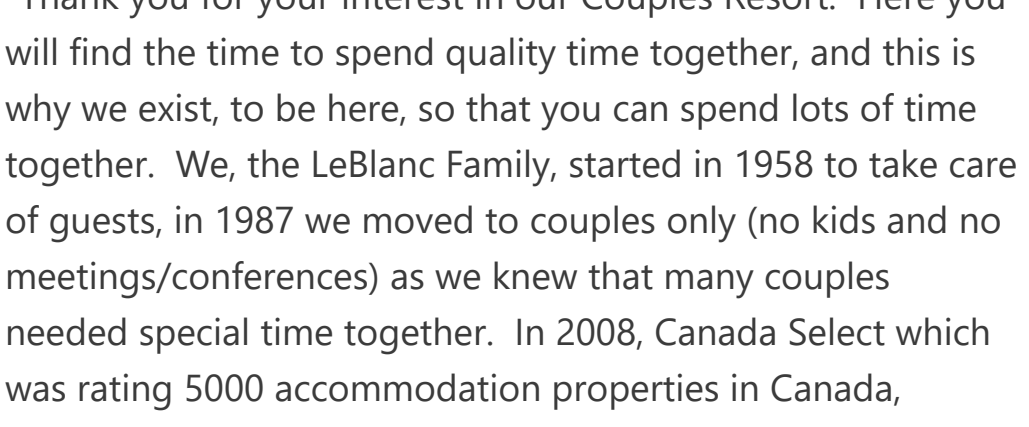 Thank you for your interest in our Couples Resort.  Here you
will find the time to spend quality time together, and this is
why we exist, to be here, so that you can spend lots of time
together.  We, the LeBlanc Family, started in 1958 to take care
of guests, in 1987 we moved to couples only (no kids and no
meetings/conferences) as we knew that many couples
needed special time together.  In 2008, Canada Select which
was rating 5000 accommodation properties in Canada,